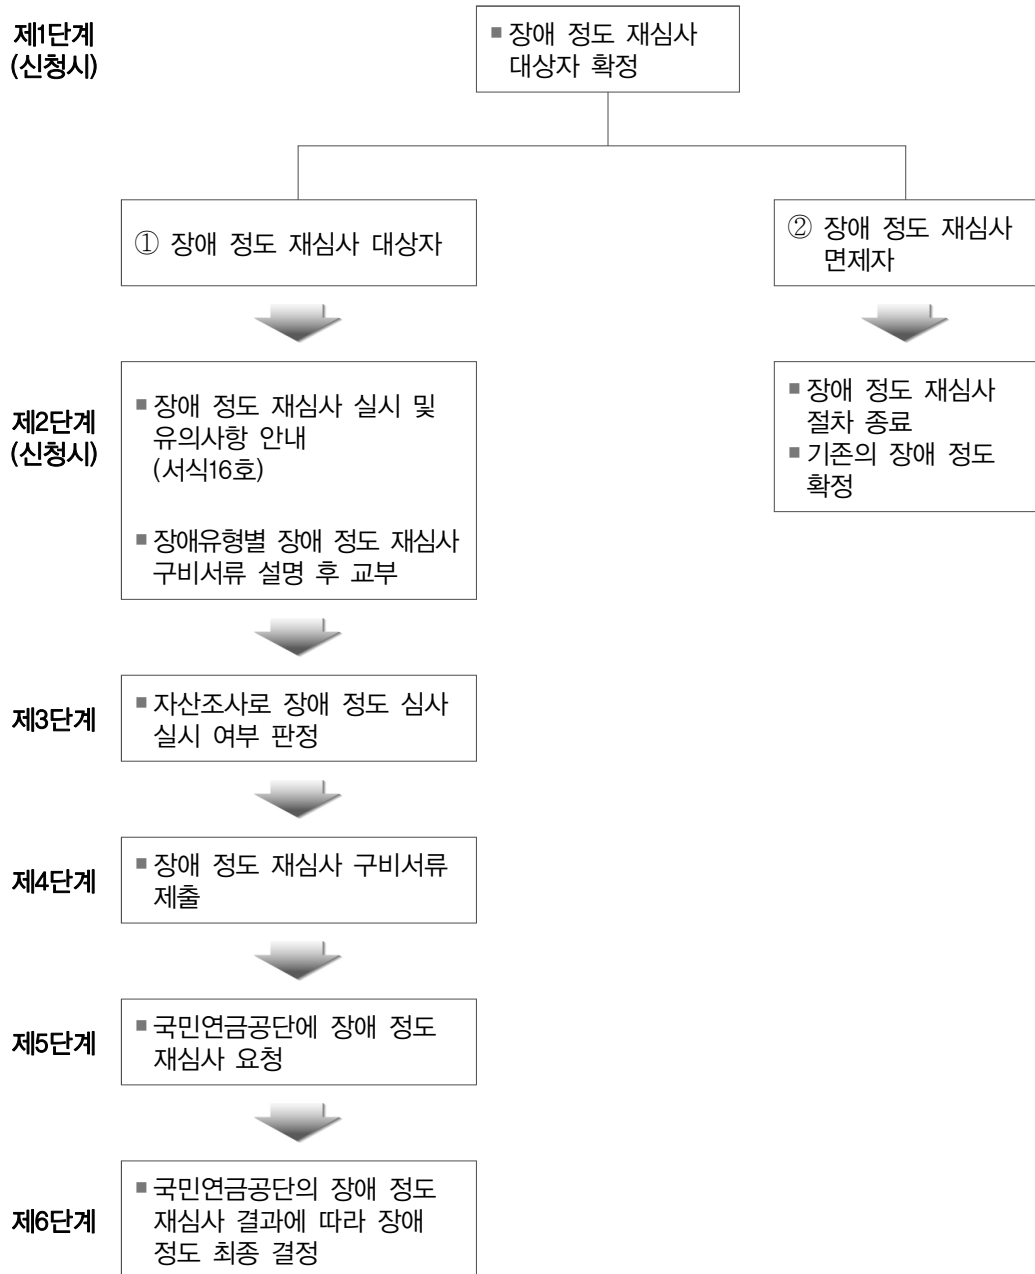 제1단계
(신청시)
▪ 장애 정도 재심사
대상자 확정
① 장애 정도 재심사 대상자
② 장애 정도 재심사
면제자
제2단계
(신청시)
▪ 장애 정도 재심사 실시 및
유의사항 안내
(서식16호)
▪ 장애유형별 장애 정도 재심사
구비서류 설명 후 교부
▪ 장애 정도 재심사
절차 종료
▪ 기존의 장애 정도
확정
제3단계
▪ 자산조사로 장애 정도 심사
실시 여부 판정
제4단계
▪ 장애 정도 재심사 구비서류
제출
제5단계
▪ 국민연금공단에 장애 정도
재심사 요청
제6단계
▪ 국민연금공단의 장애 정도
재심사 결과에 따라 장애
정도 최종 결정